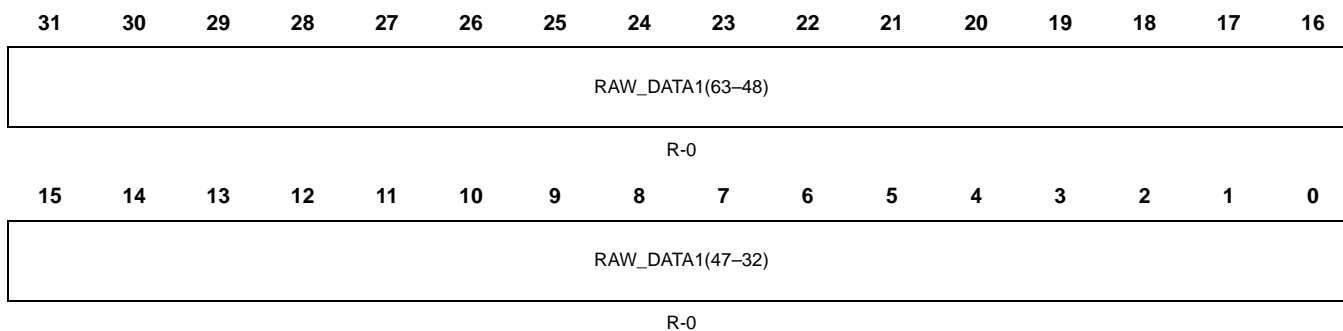 31 30 29 28 27 26 25 24 23 22 21 20 19 18 17 16
RAW_DATA1(63–48)
R-0
15 14 13 12 11 10 9 8 7 6 5 4 3 2 1 0
RAW_DATA1(47–32)
R-0